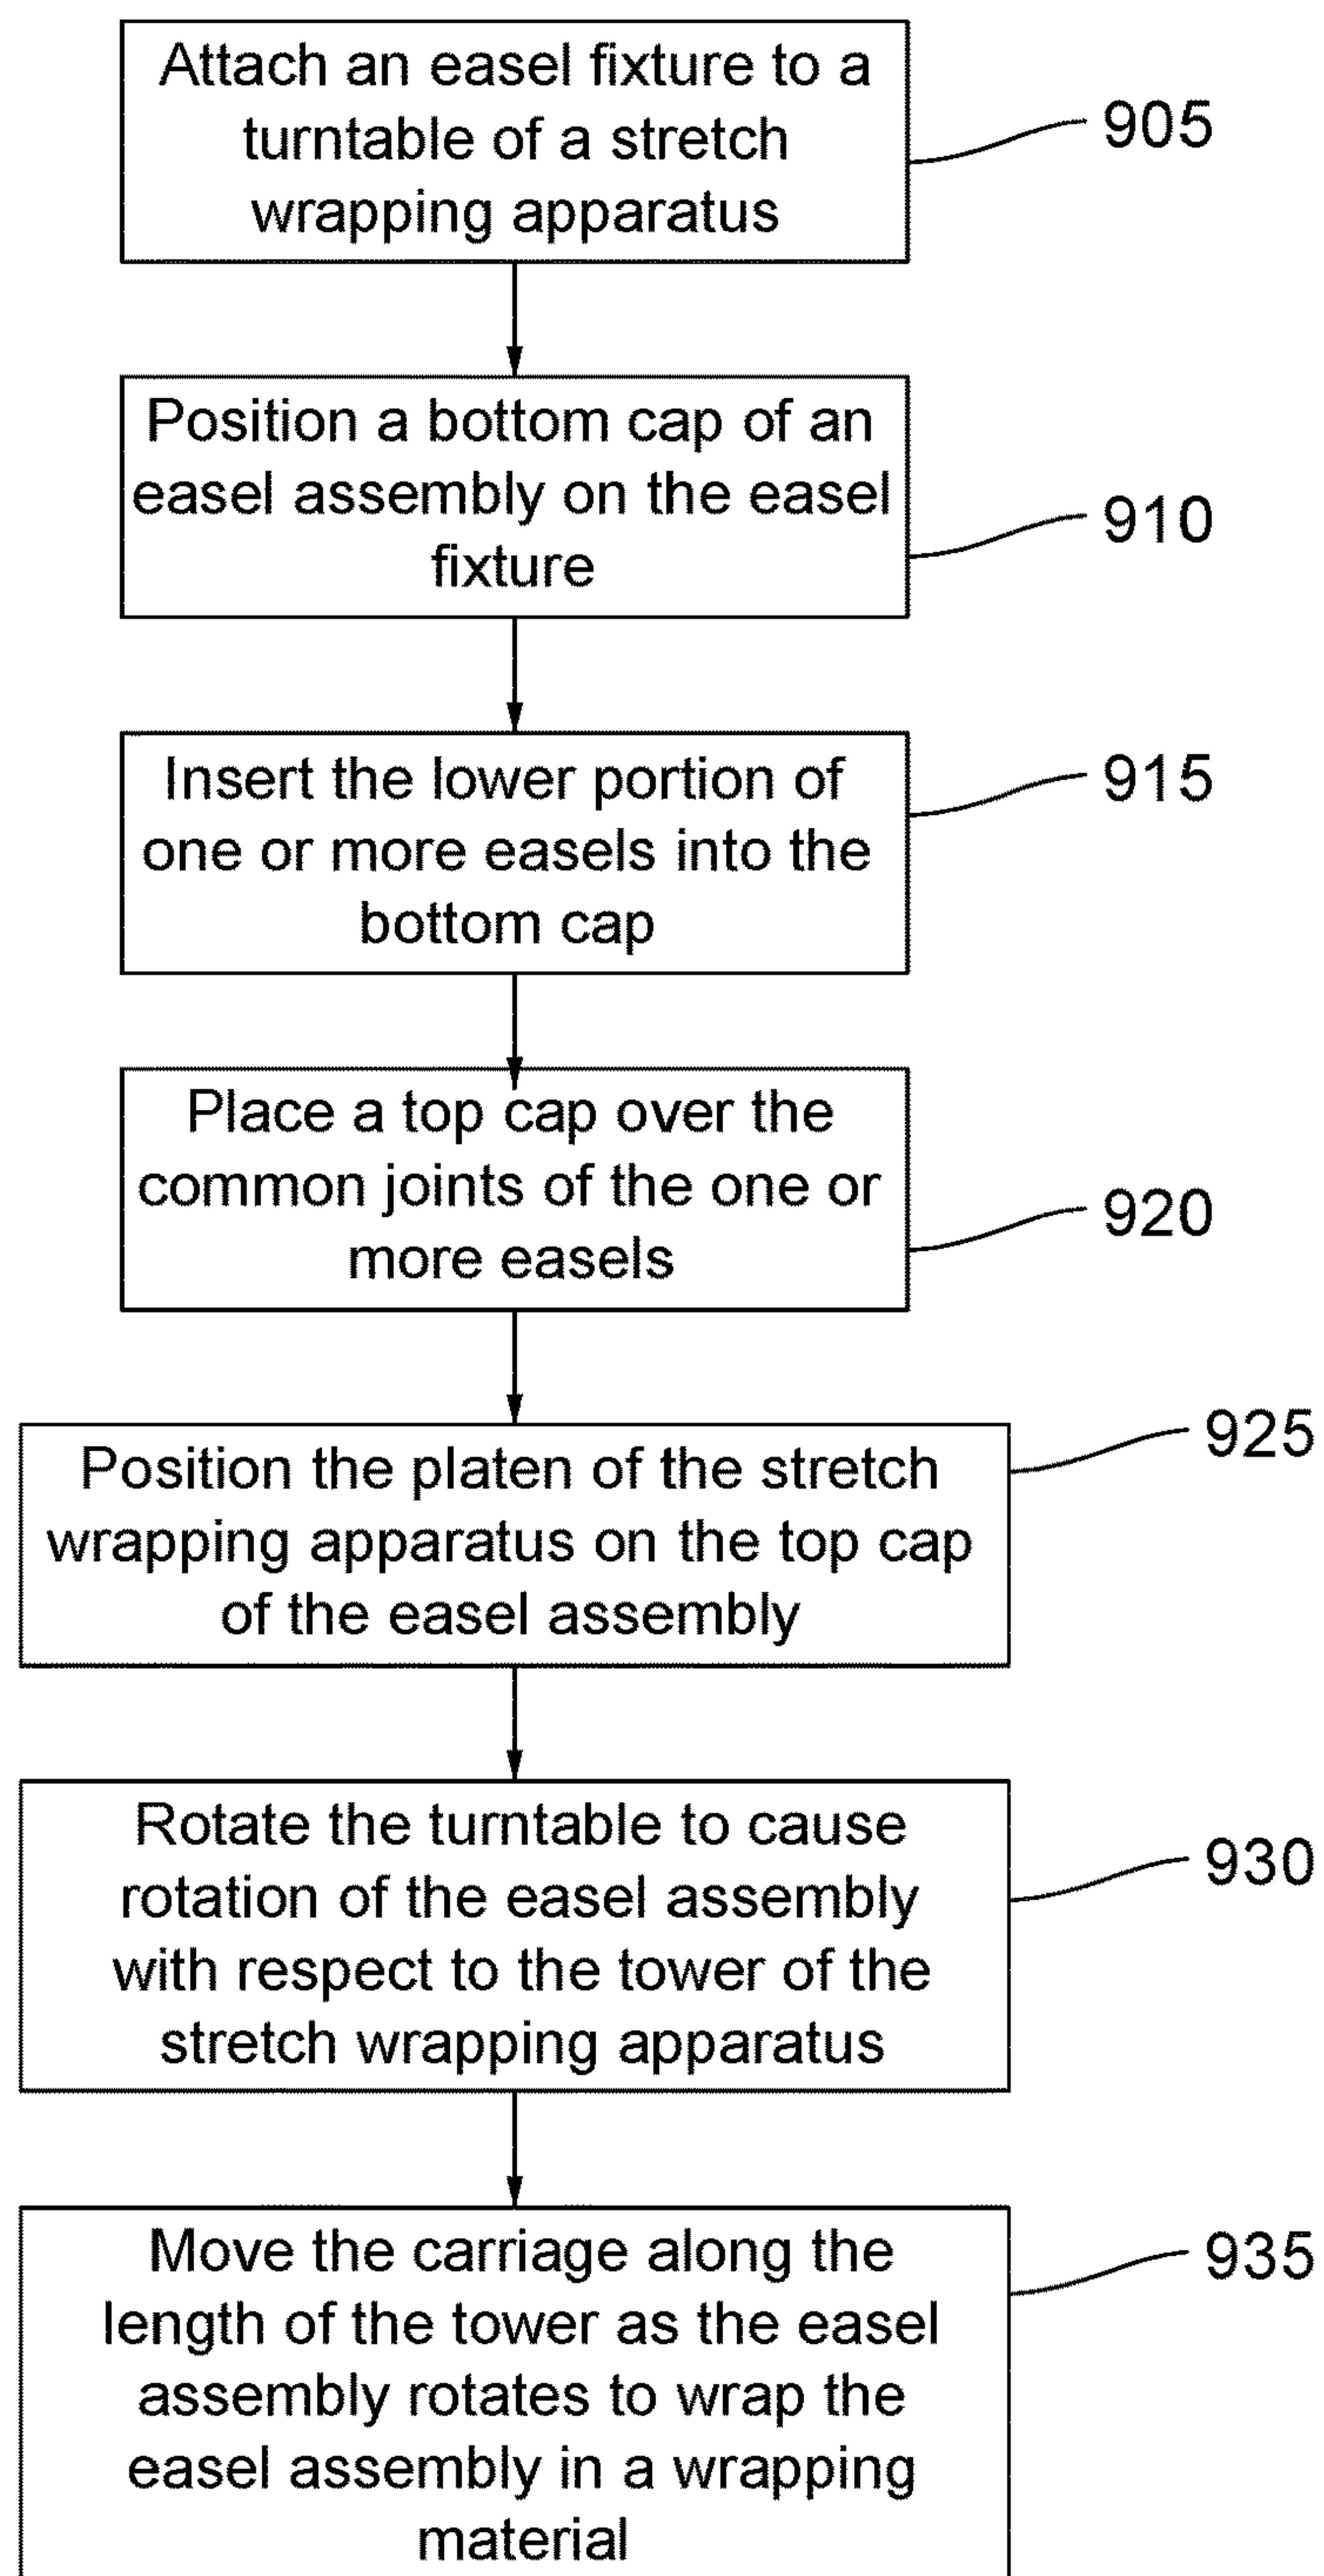 Attach an easel fixture to a
turntable of a stretch
wrapping apparatus
905
Position a bottom cap of an
easel assembly on the easel
fixture
910
Insert the lower portion of
one or more easels into the
bottom cap
915
Place a top cap over the
common joints of the one or
more easels
920
Position the platen of the stretch
wrapping apparatus on the top cap
of the easel assembly
925
Rotate the turntable to cause
rotation of the easel assembly
with respect to the tower of the
stretch wrapping apparatus
930
Move the carriage along the
length of the tower as the easel
assembly rotates to wrap the
easel assembly in a wrapping
material
935